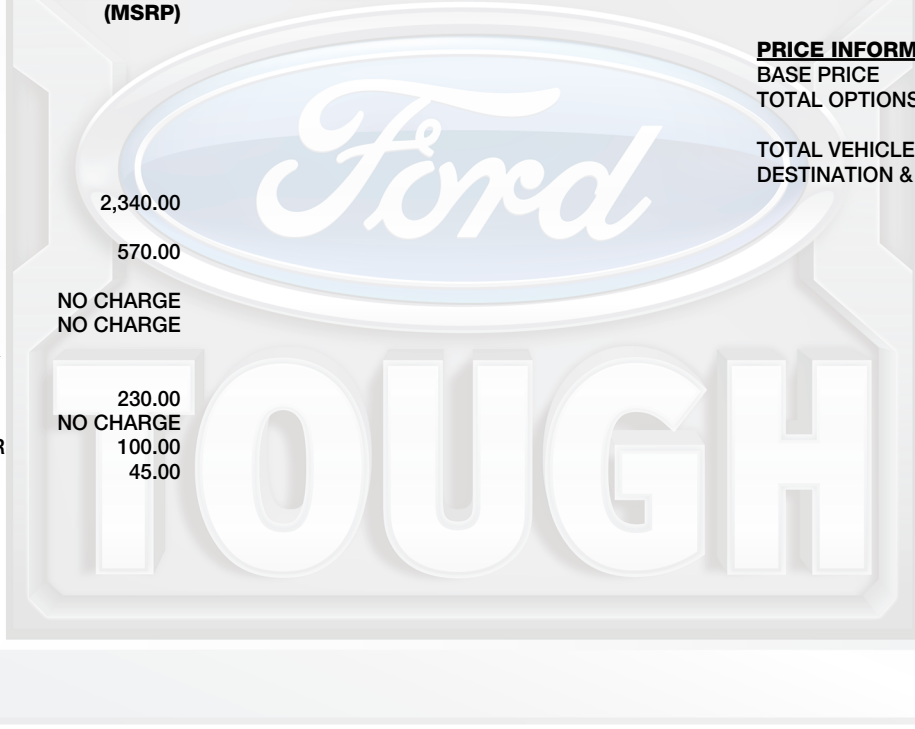 (MSRP)
2,340.00
570.00
NO CHARGE
NO CHARGE
230.00
NO CHARGE
R 100.00
45.00
PRICE INFORM
BASE PRICE
TOTAL OPTIONS
TOTAL VEHICLE
DESTINATION &
Ford
TOUGH